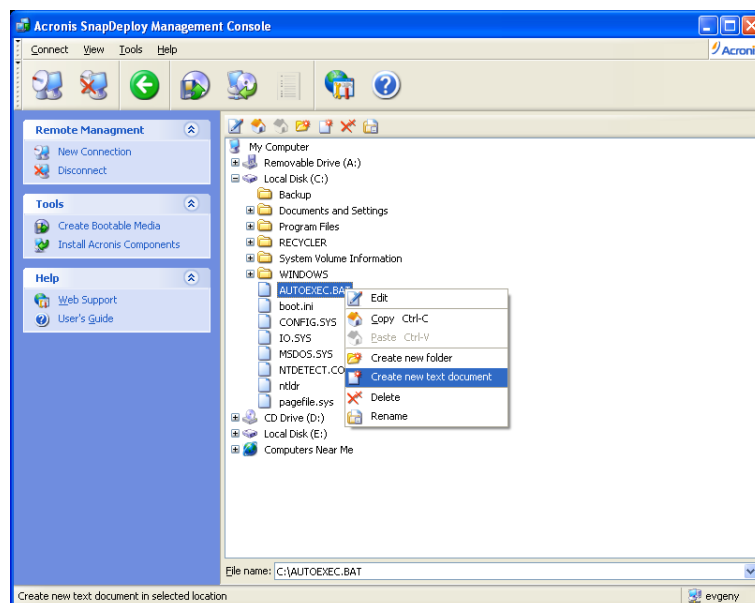 Acronis SnapDeploy Management Console
Connect View Tools Help
Acroni
Remote Managment
New Connection
Disconnect
Tools
Create Bootable Media
Install Acronis Components
Help
Web Support
User's Guide
My Computer
Removable Drive (A:)
Local Disk (C:)
Backup
Documents and Settings
Program Files
RECYCLER
System Volume Information
WINDOWS
AUTOEXEC.BAT
boot.ini
CONFIG.SYS
IO.SYS
MSDOS.SYS
NTDETECT.CO
ntldr
pagefile.sys
CD Drive (D:)
Local Disk (E:)
Computers Near Me
Edit
Copy Ctrl-C
Paste Ctrl-V
Create new folder
Create new text document
Delete
Rename
File name: C:\AUTOEXEC.BAT
Create new text document in selected location
evgeny